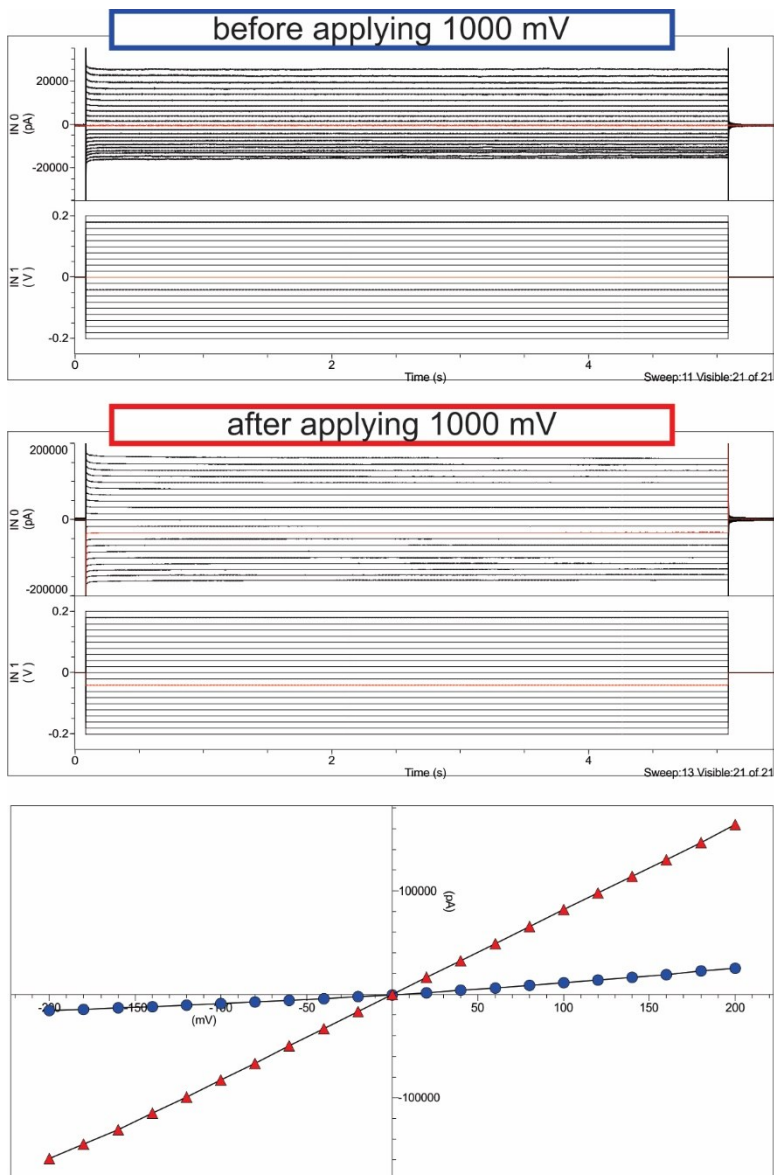 before applying 1000 mV
20000
IN 0
(pA)
0
-20000
0.2
IN 1
(V)
0
-0.2
0
2
4
Time (s)
Sweep:11 Visible:21 of 21
after applying 1000 mV
200000
IN 0
(pA)
0
-200000
0.2
IN 1
(V)
0
-0.2
0
2
4
Time (s)
Sweep:13 Visible:21 of 21
100000
(pA)
-200 -150 -100 -50 50 100 150 200
(mV)
-100000